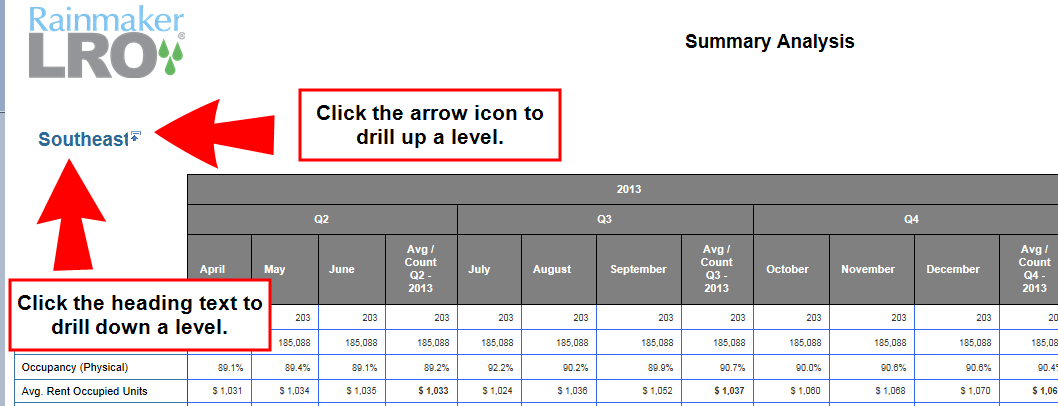 Rainmaker
LRO®
Summary Analysis
Click the arrow icon to
drill up a level.
Southeast
2013
Q2 Q3 Q4
April May June Avg / Count Q2 - 2013 July August September Avg / Count Q3 - 2013 October November December Avg / Count Q4 - 2013
Click the heading text to
drill down a level.
203 203 203 203 203 203 203 203 203 203
185,088 185,088 185,088 185,088 185,088 185,088 185,088 185,088 185,088 185,08
Occupancy (Physical) 89.1% 89.4% 89.1% 89.2% 92.2% 90.2% 89.9% 90.7% 90.0% 90.6% 90.6% 90.4%
Avg. Rent Occupied Units $ 1,031 $ 1,034 $ 1,035 $ 1,033 $ 1,024 $ 1,036 $ 1,052 $ 1,037 $ 1,060 $ 1,068 $ 1,070 $ 1,06